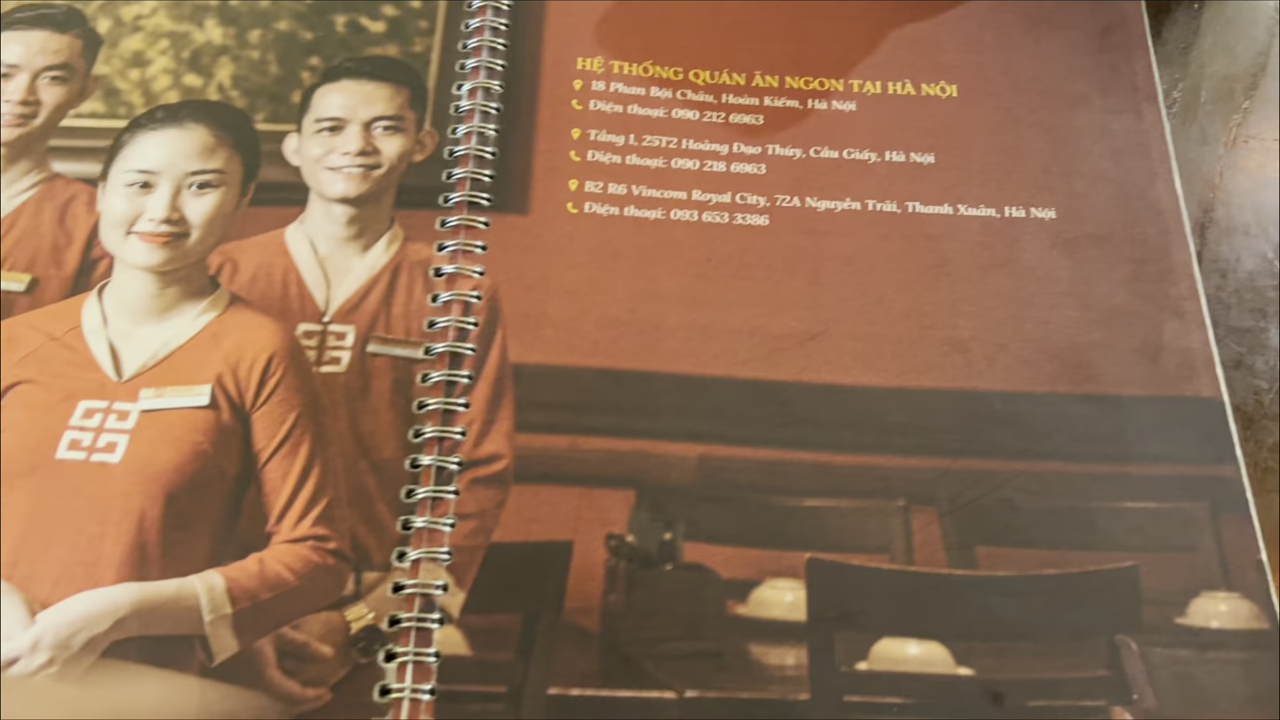 HỆ THỐNG QUÁN ĂN NGON TẠI HÀ NỘI
18 Phan Bội Châu, Hoàn Kiếm, Hà Nội
Điện thoại: 090 212 6963
Tầng 1, 25T2 Hoàng Đạo Thúy, Cầu Giấy, Hà Nội
Điện thoại: 090 218 6963
B2 R6 Vincom Royal City, 72A Nguyễn Trãi, Thanh Xuân, Hà Nội
Điện thoại: 093 653 3386